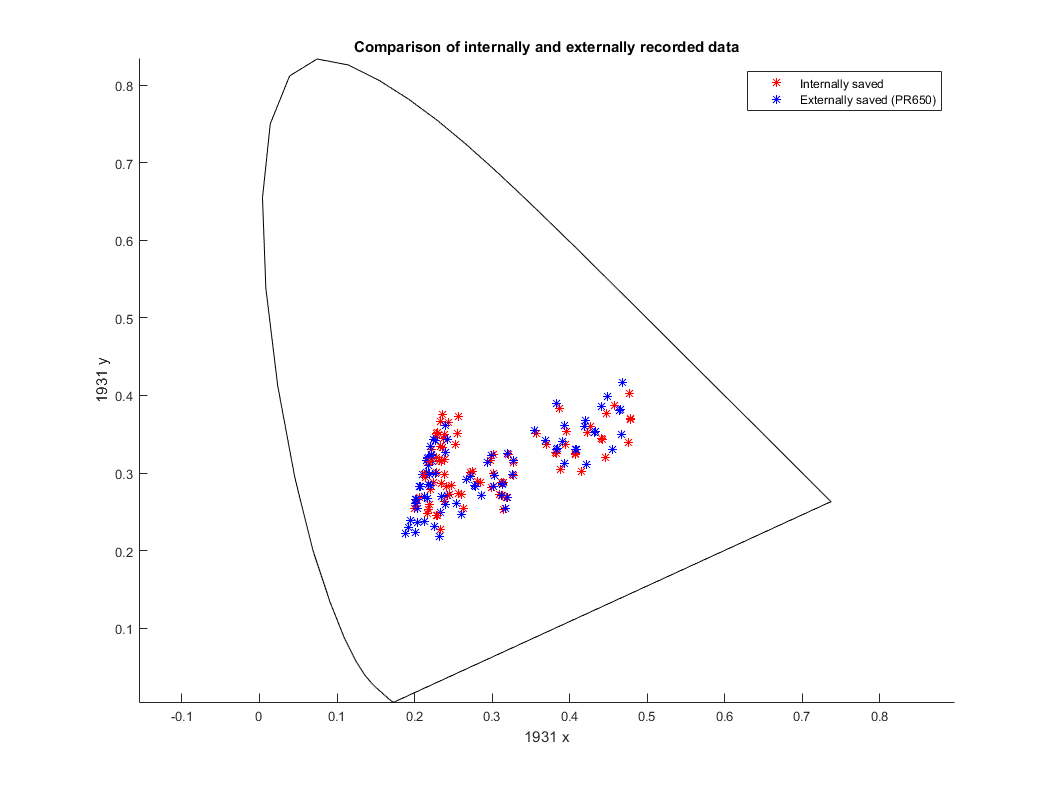 Comparison of internally and externally recorded data
Internally saved
Externally saved (PR650)
0.8
0.7
0.6
0.5
0.4
0.3
0.2
0.1
1931 y
-0.1 0 0.1 0.2 0.3 0.4 0.5 0.6 0.7 0.8
1931 x